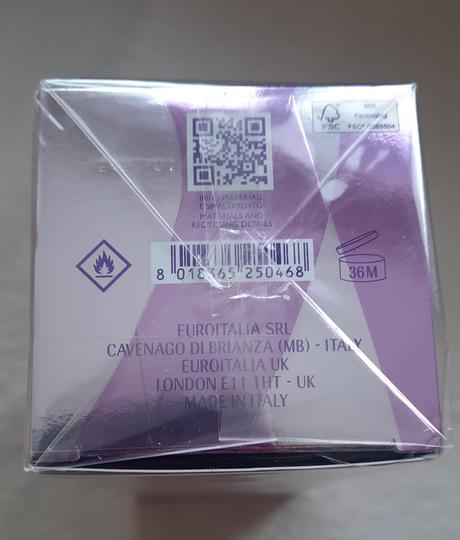 FSC
MIX
Packaging
INFO MATERIALI
E SMALTIMENTO
MATERIALS AND
RECYCLING DETAILS
8 018365 250468
36M
EUROITALIA SRL
CAVENAGO DI BRIANZA (MB) - ITALY
EUROITALIA UK
LONDON E11 1HT - UK
MADE IN ITALY